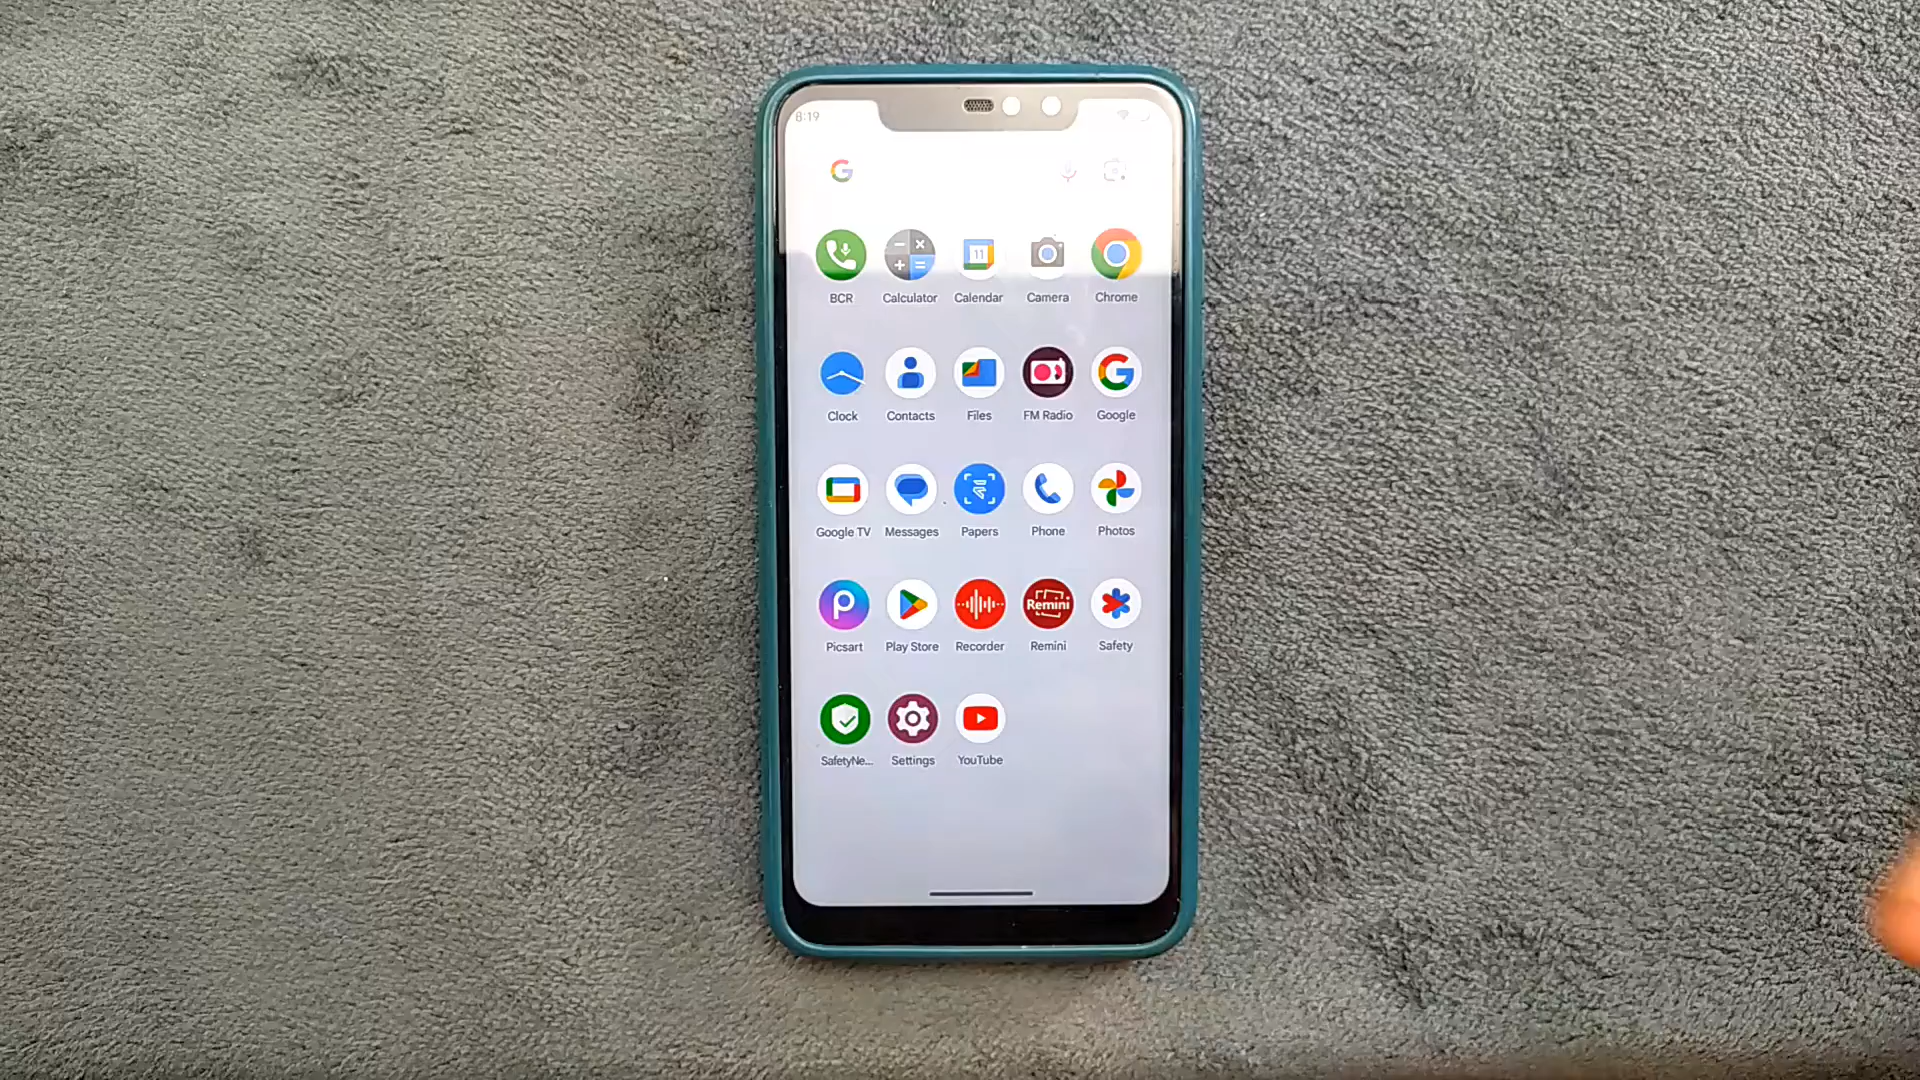 8:19
BCR Calculator Calendar Camera Chrome
Clock Contacts Files FM Radio Google
Google TV Messages Papers Phone Photos
Remini
Picsart Play Store Recorder Remini Safety
SafetyNe... Settings YouTube